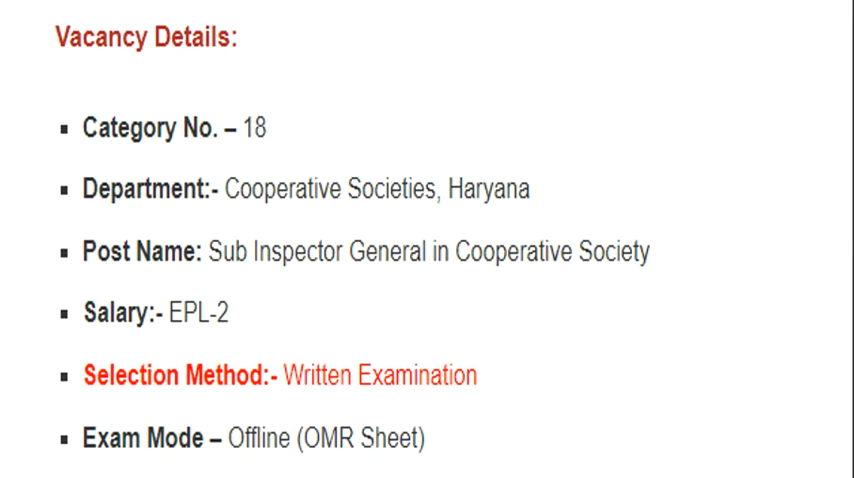 Vacancy Details:
▪ Category No. – 18
▪ Department:- Cooperative Societies, Haryana
▪ Post Name: Sub Inspector General in Cooperative Society
▪ Salary:- EPL-2
▪ Selection Method:- Written Examination
▪ Exam Mode – Offline (OMR Sheet)